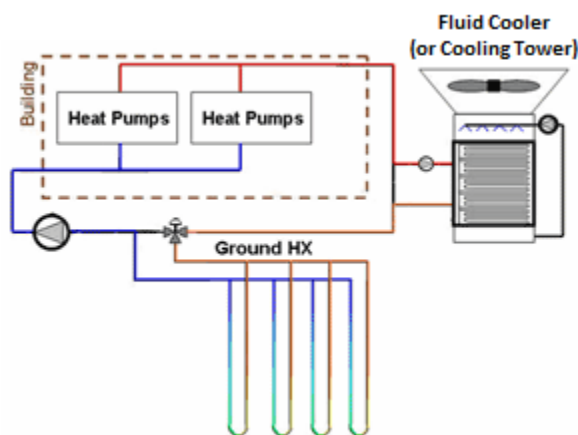 Fluid Cooler
(or Cooling Tower)
Building
Heat Pumps
Heat Pumps
Ground HX